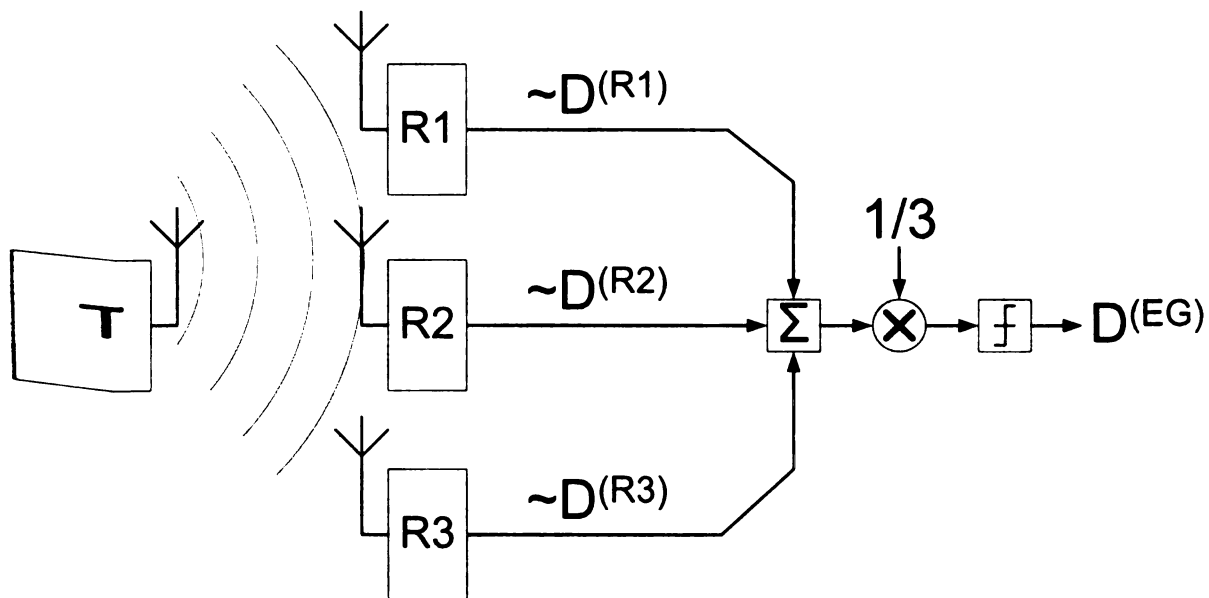 ~D(R1)
R1
1/3
T
~D(R2)
R2
Σ
D(EG)
~D(R3)
R3